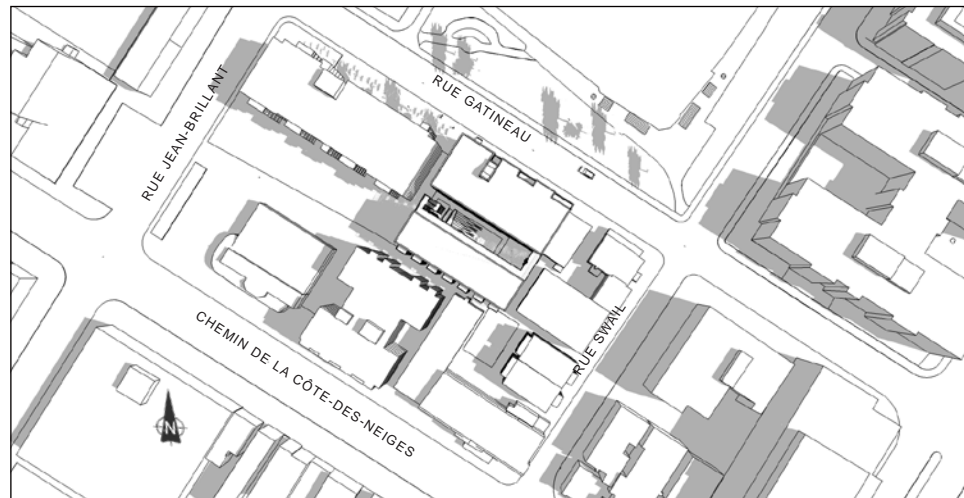 RUE GATINEAU
RUE JEAN-BRILLANT
RUE SWAIL
CHEMIN DE LA CÔTE-DES-NEIGES
N